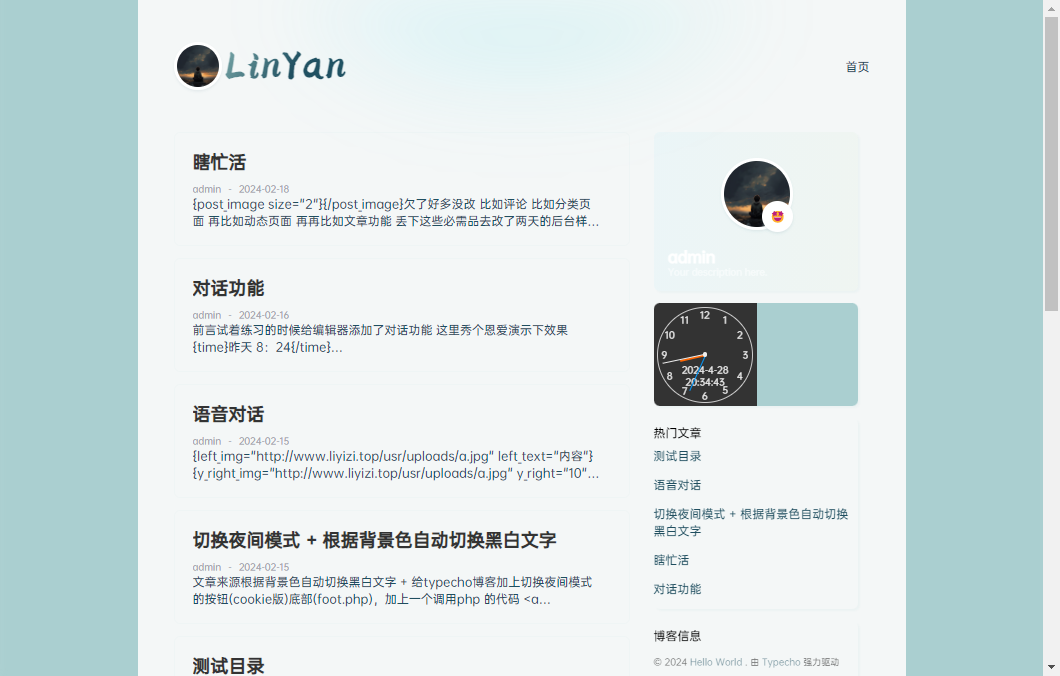 LinYan
首页
瞎忙活
admin - 2024-02-18
{post_image size="2"}{/post_image}欠了好多没改 比如评论 比如分类页
面 再比如动态页面 再再比如文章功能 丢下这些必需品去改了两天的后台样...
对话功能
admin - 2024-02-16
前言试着练习的时候给编辑器添加了对话功能 这里秀个恩爱演示下效果
{time}昨天 8：24{/time}...
语音对话
admin - 2024-02-15
{left_img="http://www.liyizi.top/usr/uploads/a.jpg" left_text="内容"}
{y_right_img="http://www.liyizi.top/usr/uploads/a.jpg" y_right="10"...
切换夜间模式 + 根据背景色自动切换黑白文字
admin - 2024-02-15
文章来源根据背景色自动切换黑白文字 + 给typecho博客加上切换夜间模式
的按钮(cookie版)底部(foot.php)，加上一个调用php 的代码 <a...
测试目录
admin
Your description here.
12
11
1
10
2
9
3
8
4
7
5
6
2024-4-28
20:34:43
热门文章
测试目录
语音对话
切换夜间模式 + 根据背景色自动切换
黑白文字
瞎忙活
对话功能
博客信息
© 2024 Hello World . 由 Typecho 强力驱动